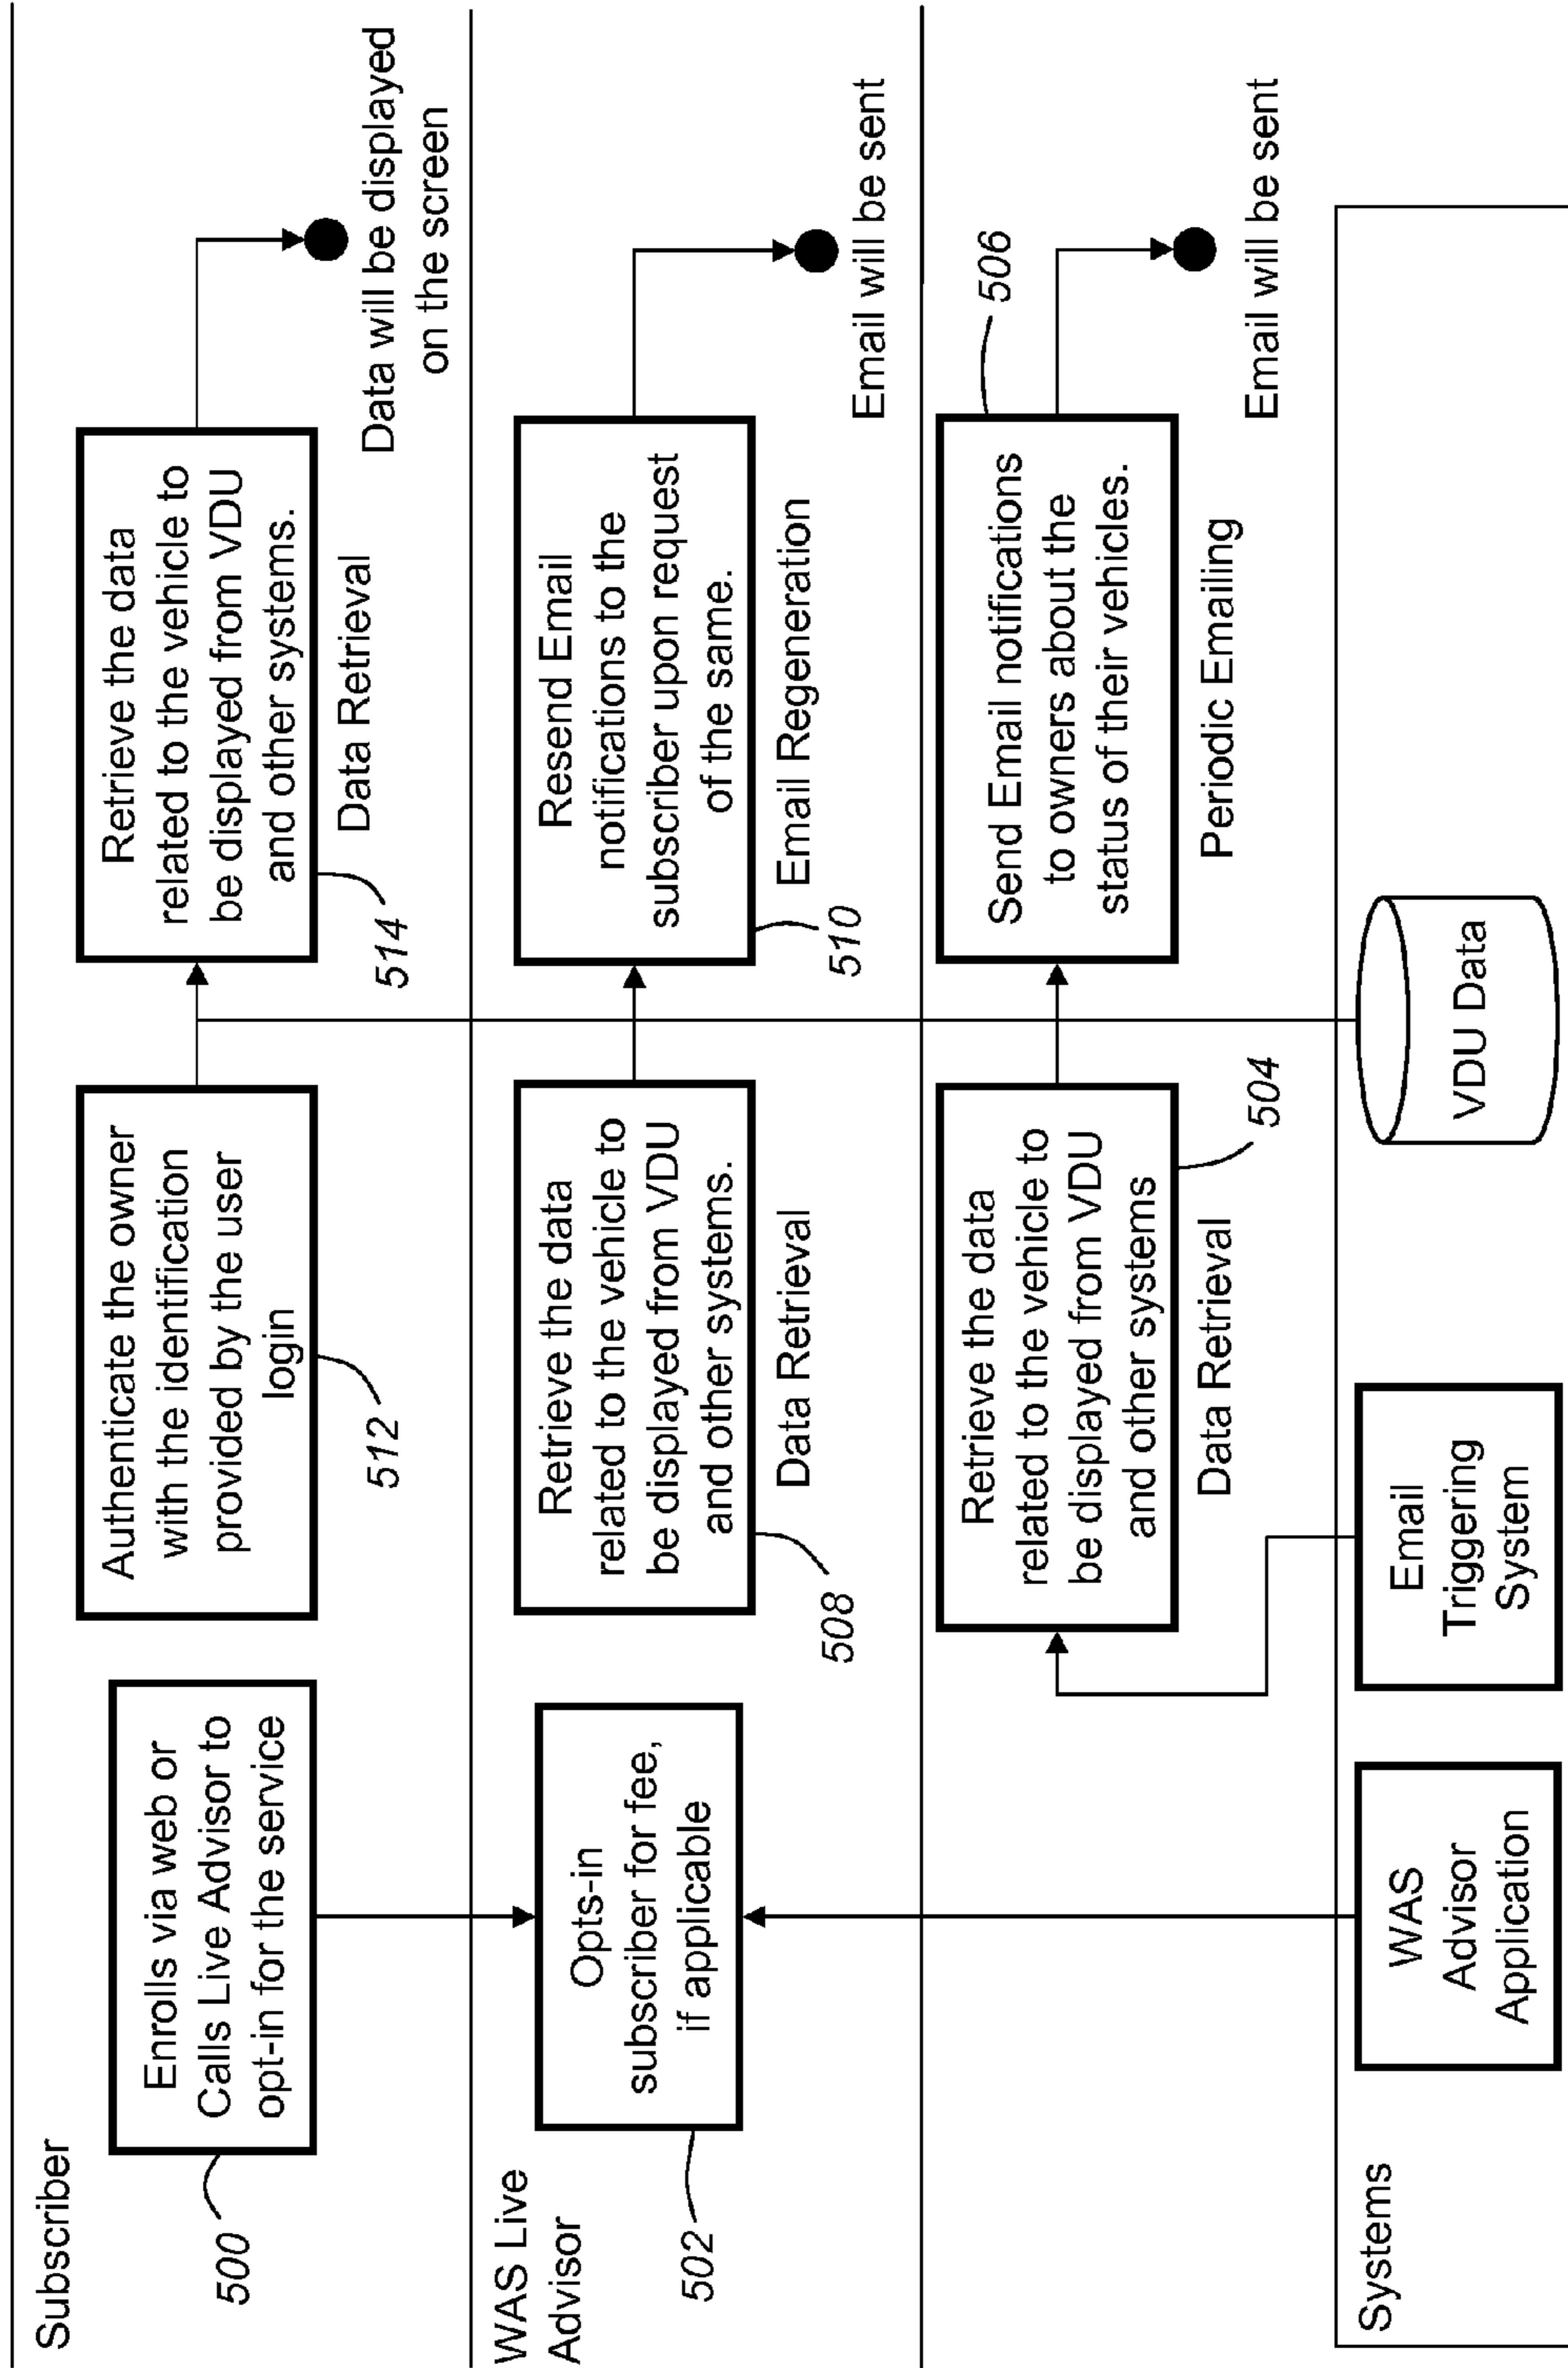 Subscriber
Enrolls via web or
Calls Live Advisor to
opt-in for the service
500
Authenticate the owner
with the identification
provided by the user
login
512
Retrieve the data
related to the vehicle to
be displayed from VDU
and other systems.
514
Data Retrieval
Data will be displayed
on the screen
WAS Live
Advisor
Opts-in
subscriber for fee,
if applicable
502
Retrieve the data
related to the vehicle to
be displayed from VDU
and other systems.
508
Data Retrieval
Resend Email
notifications to the
subscriber upon request
of the same.
510
Email Regeneration
Email will be sent
Retrieve the data
related to the vehicle to
be displayed from VDU
and other systems
504
Data Retrieval
Send Email notifications
to owners about the
status of their vehicles.
506
Periodic Emailing
Email will be sent
Systems
WAS
Advisor
Application
Email
Triggering
System
VDU Data